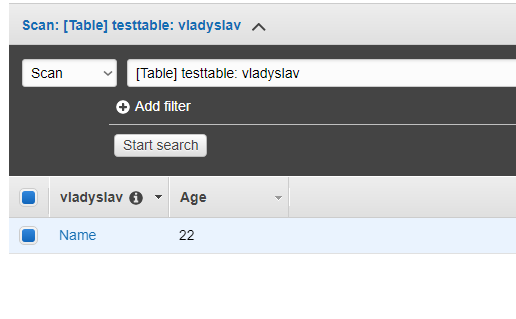 Scan: [Table] testtable: vladyslav
Scan [Table] testtable: vladyslav
Add filter
Start search
vladyslav Age
Name 22